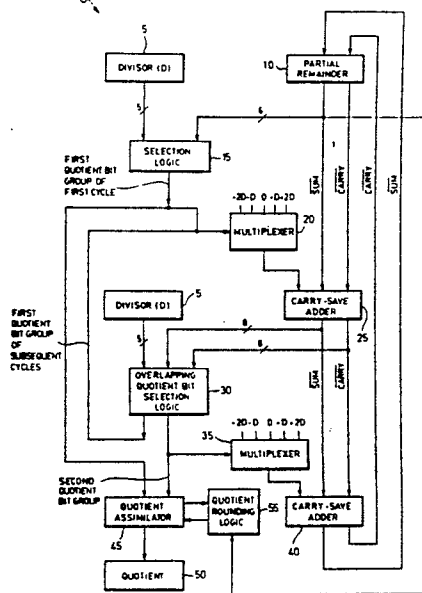 5
DIVISOR (D)
10
PARTIAL
REMAINDER
5
6
SELECTION
LOGIC
15
1
FIRST
QUOTIENT BIT
GROUP OF
FIRST CYCLE
SUM
CARRY
CARRY
SUM
-2D -D 0 +D +2D
MULTIPLEXER
20
DIVISOR (D)
5
CARRY-SAVE
ADDER
25
FIRST
QUOTIENT
BIT GROUP
OF
SUBSEQUENT
CYCLES
5
8
8
OVERLAPPING
QUOTIENT BIT
SELECTION
LOGIC
30
SUM
CARRY
-2D -D 0 +D +2D
35
MULTIPLEXER
SECOND
QUOTIENT
BIT GROUP
QUOTIENT
ASSIMILATOR
45
QUOTIENT
ROUNDING
LOGIC
55
CARRY-SAVE
ADDER
40
QUOTIENT
50